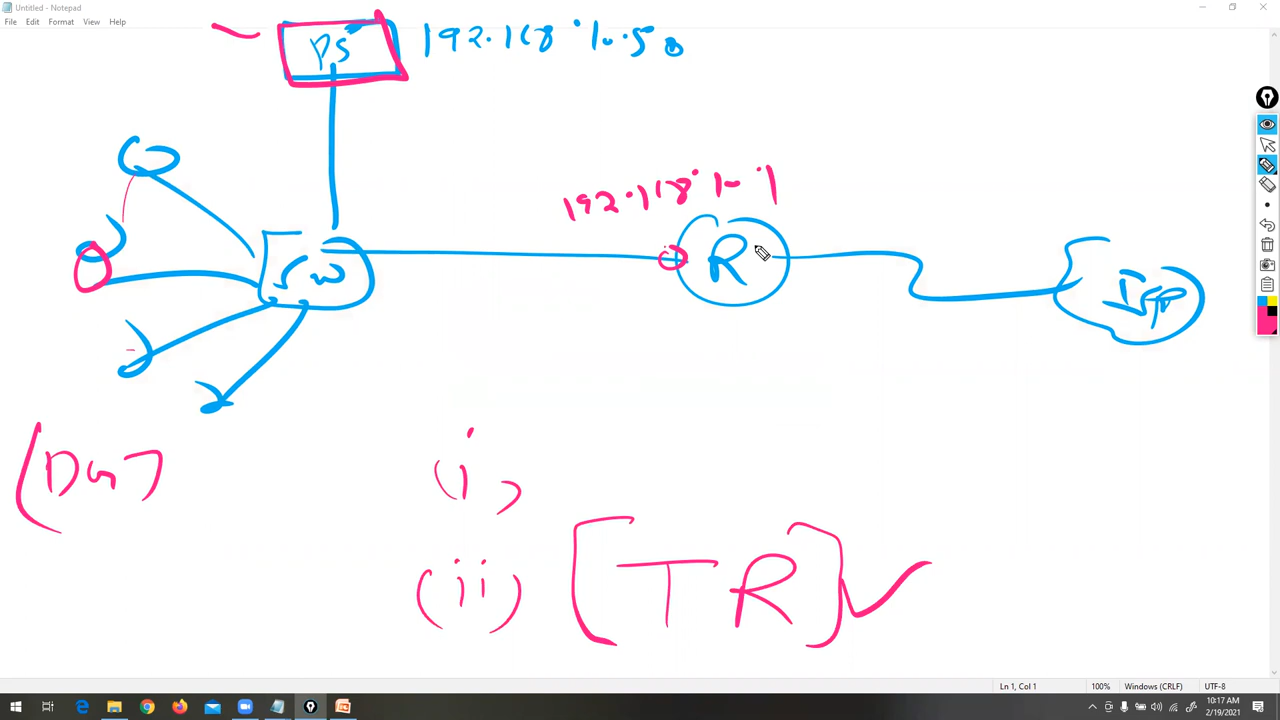 Untitled - Notepad
File Edit Format View Help
PS 192.168.10.50
192.168.10.1
SW R ISP
(DG)
(i)
(ii) [TR]
Ln 1, Col 1 100% Windows (CRLF) UTF-8
10:17 AM
2/19/2021